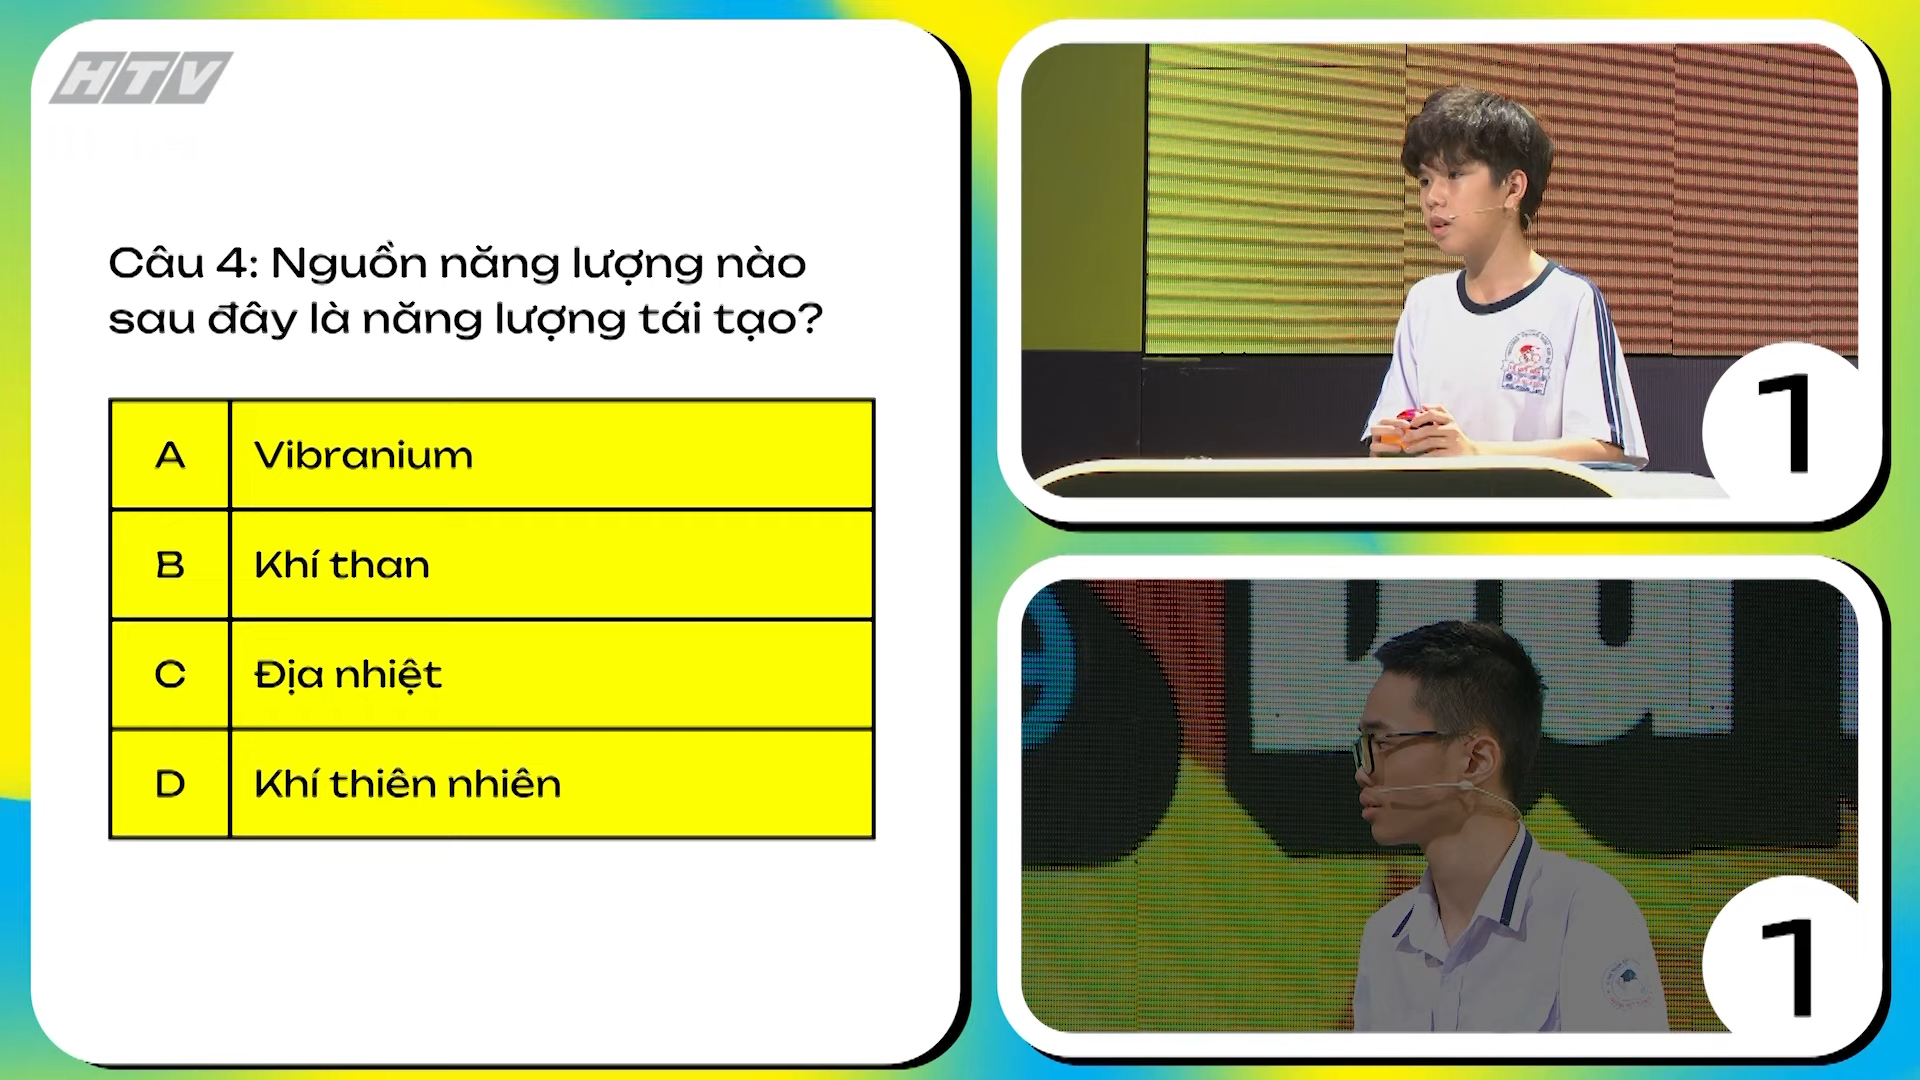 HTV
Câu 4: Nguồn năng lượng nào
sau đây là năng lượng tái tạo?
A Vibranium
B Khí than
C Địa nhiệt
D Khí thiên nhiên
1
1